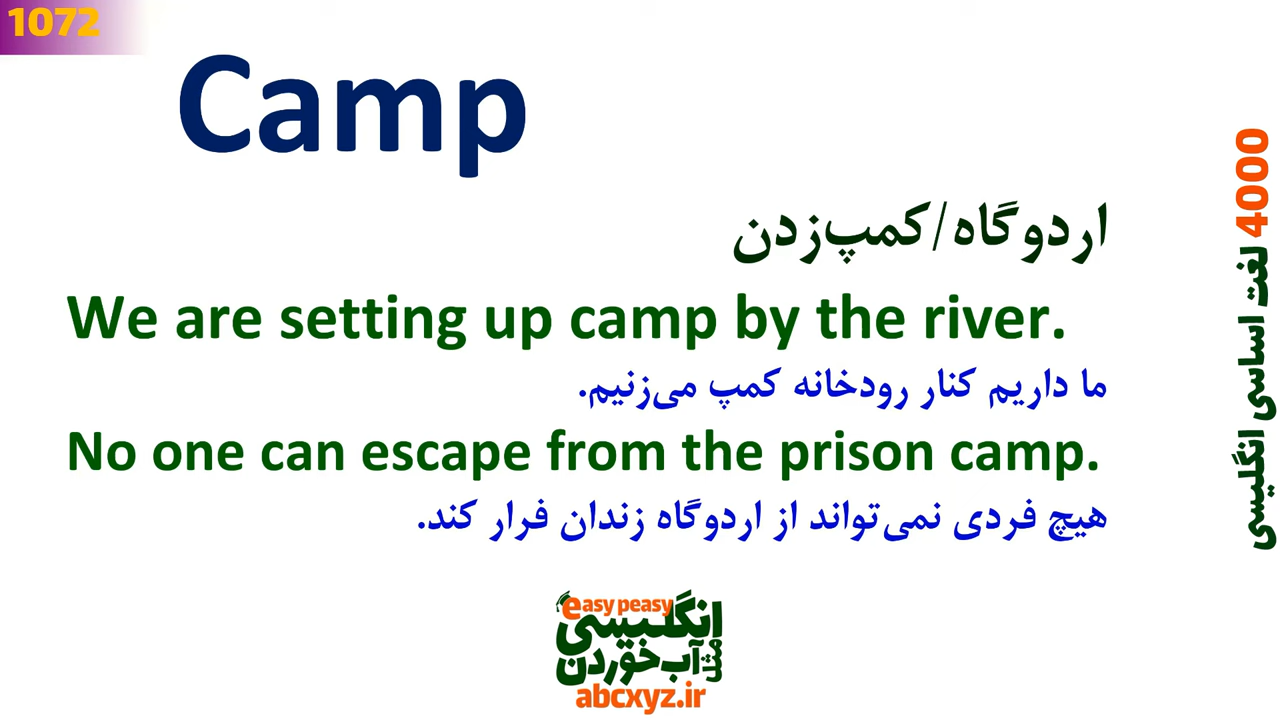 1072
Camp
اردوگاه/کمپ‌زدن
We are setting up camp by the river.
ما داریم کنار رودخانه کمپ می‌زنیم.
No one can escape from the prison camp.
هیچ فردی نمی‌تواند از اردوگاه زندان فرار کند.
4000 لغت اساسی انگلیسی
easy peasy
انگلیسی
مثل آب خوردن
abcxyz.ir